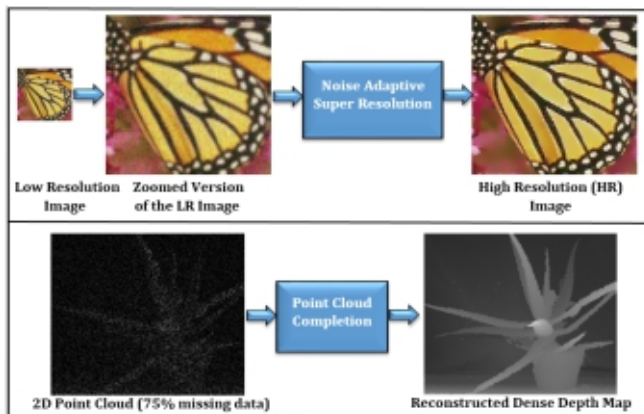 Noise Adaptive
Super Resolution
Low Resolution
Image
Zoomed Version
of the LR Image
High Resolution (HR)
Image
Point Cloud
Completion
2D Point Cloud (75% missing data)
Reconstructed Dense Depth Map